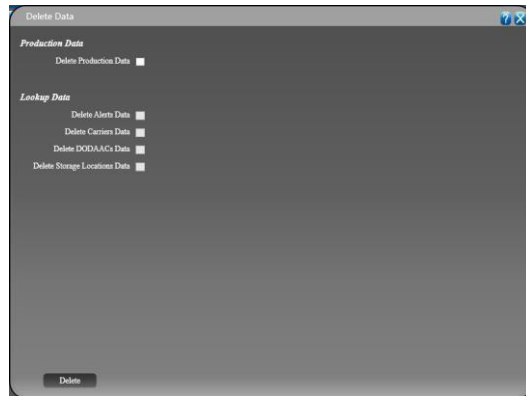 Delete Data
?
X
Production Data
Delete Production Data
Lookup Data
Delete Alerts Data
Delete Carriers Data
Delete DODAACs Data
Delete Storage Locations Data
Delete